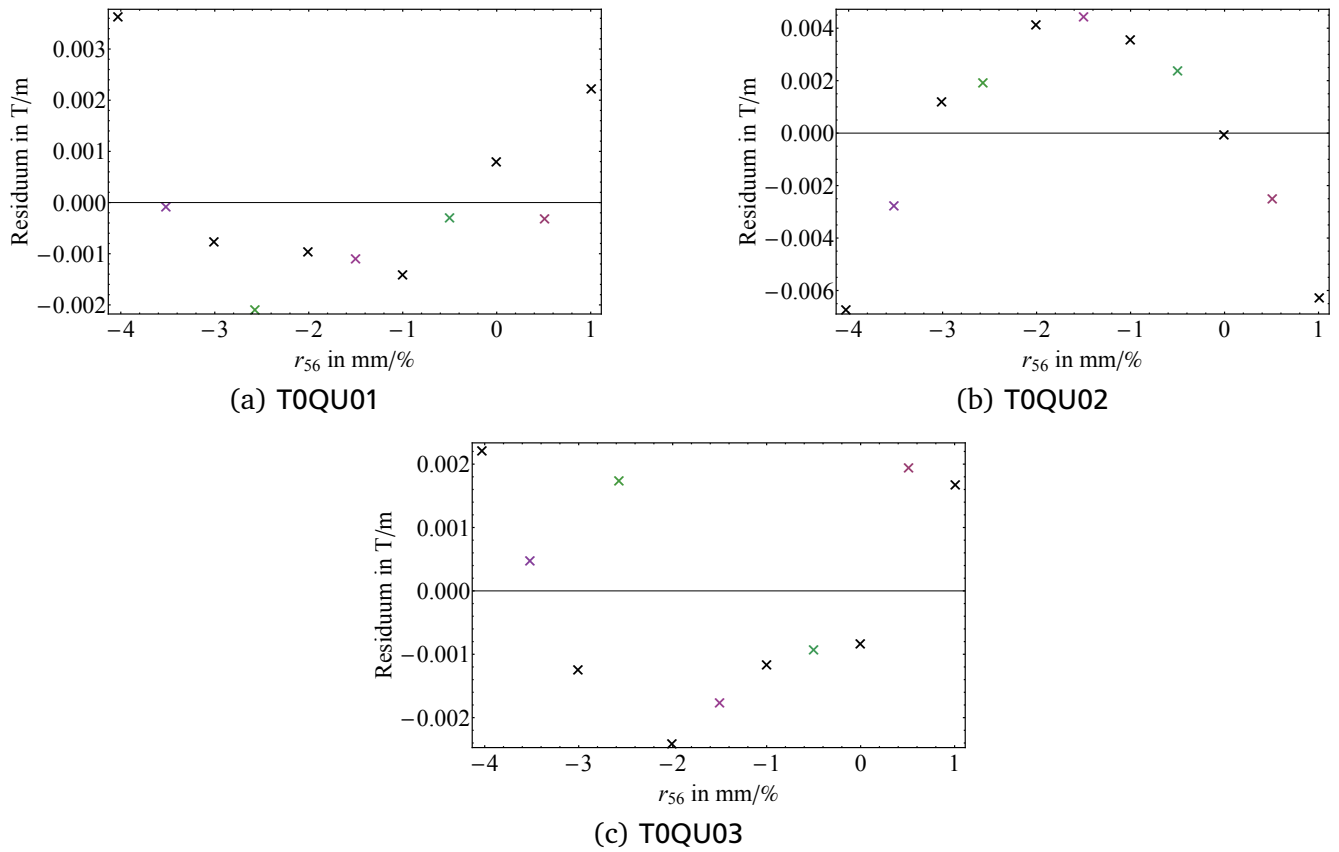 0.003
0.002
0.001
0.000
−0.001
−0.002
Residuum in T/m
−4 −3 −2 −1 0 1
r56 in mm/%
(a) T0QU01
0.004
0.002
0.000
−0.002
−0.004
−0.006
Residuum in T/m
−4 −3 −2 −1 0 1
r56 in mm/%
(b) T0QU02
0.002
0.001
0.000
−0.001
−0.002
Residuum in T/m
−4 −3 −2 −1 0 1
r56 in mm/%
(c) T0QU03